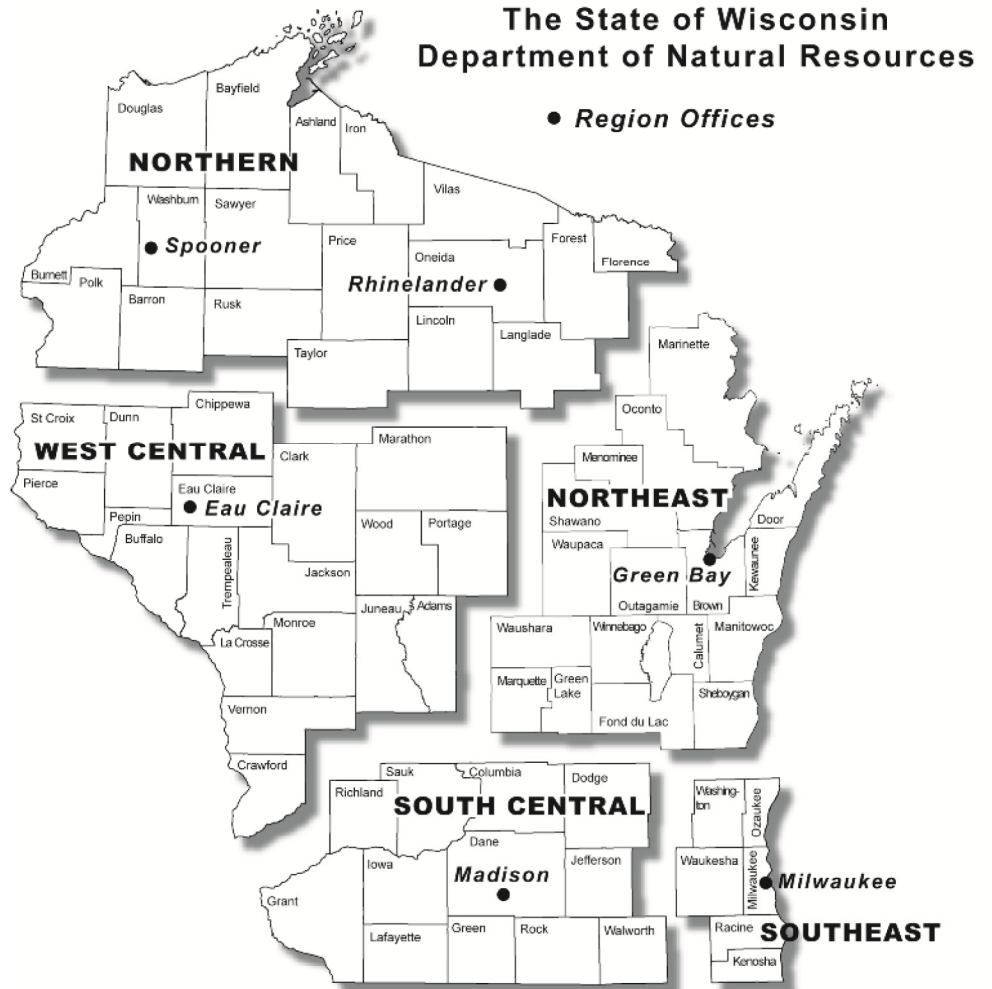 The State of Wisconsin
Department of Natural Resources
Region Offices
Douglas
Bayfield
Ashland
Iron
NORTHERN
Vilas
Washburn
Sawyer
Spooner
Price
Forest
Oneida
Florence
Burnett
Polk
Rhinelander
Barron
Rusk
Lincoln
Langlade
Taylor
Marinette
Chippewa
St Croix
Dunn
Oconto
WEST CENTRAL
Marathon
Clark
Menominee
Pierce
Eau Claire
Eau Claire
NORTHEAST
Pepin
Shawano
Door
Wood
Portage
Buffalo
Waupaca
Trempealeau
Kewaunee
Jackson
Green Bay
Juneau
Adams
Outagamie
Brown
Monroe
La Crosse
Waushara
Winnebago
Calumet
Manitowoc
Marquette
Green
Lake
Sheboygan
Vernon
Fond du Lac
Crawford
Sauk
Columbia
Dodge
Richland
SOUTH CENTRAL
Washing-
ton
Ozaukee
Dane
Iowa
Jefferson
Waukesha
Madison
Milwaukee
Milwaukee
Grant
Lafayette
Green
Rock
Walworth
Racine
SOUTHEAST
Kenosha